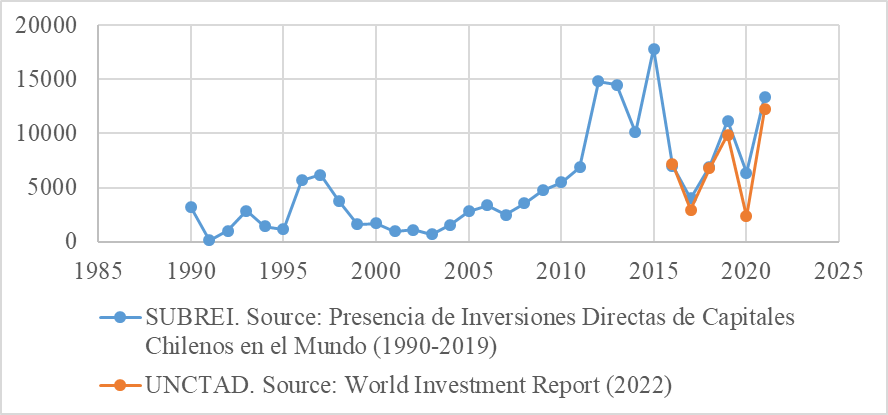 20000
15000
10000
5000
0
1985 1990 1995 2000 2005 2010 2015 2020 2025
SUBREI. Source: Presencia de Inversiones Directas de Capitales
Chilenos en el Mundo (1990-2019)
UNCTAD. Source: World Investment Report (2022)